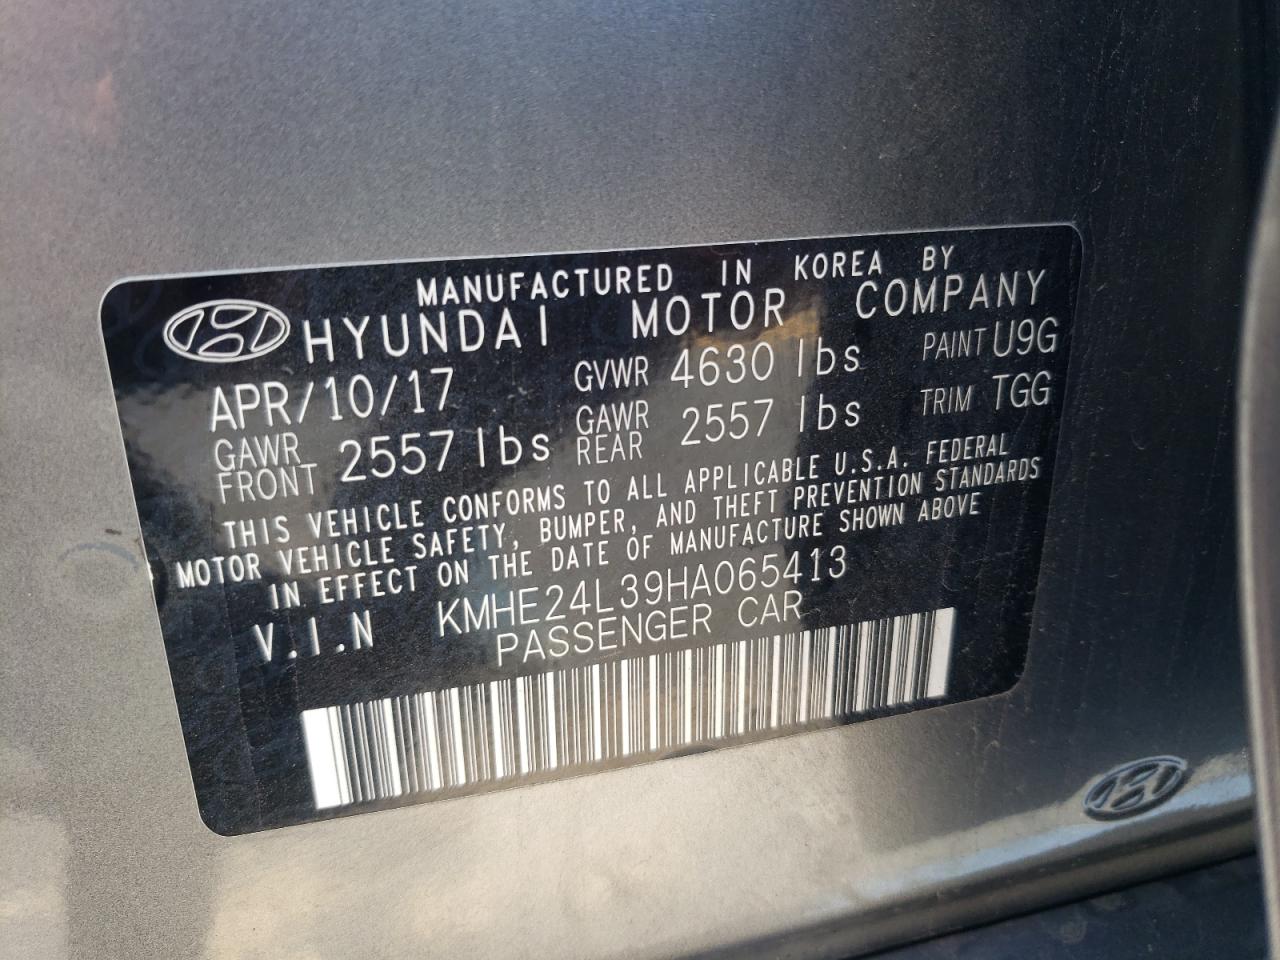 MANUFACTURED IN KOREA BY
HYUNDAI MOTOR COMPANY
APR/10/17 GVWR 4630 lbs PAINT U9G
GAWR FRONT 2557 lbs GAWR REAR 2557 lbs TRIM TGG
THIS VEHICLE CONFORMS TO ALL APPLICABLE U.S.A. FEDERAL
MOTOR VEHICLE SAFETY, BUMPER, AND THEFT PREVENTION STANDARDS
IN EFFECT ON THE DATE OF MANUFACTURE SHOWN ABOVE
V.I.N KMHE24L39HA065413
PASSENGER CAR